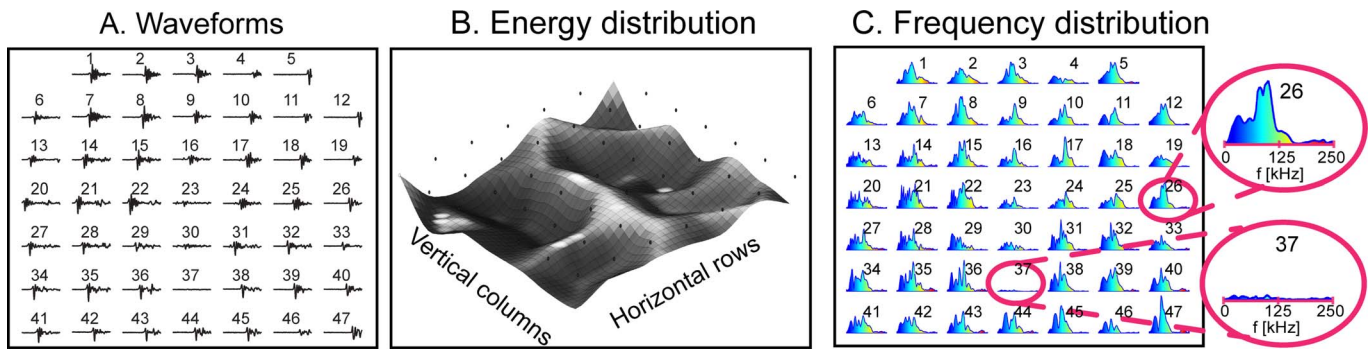 A. Waveforms
1 2 3 4 5
6 7 8 9 10 11 12
13 14 15 16 17 18 19
20 21 22 23 24 25 26
27 28 29 30 31 32 33
34 35 36 37 38 39 40
41 42 43 44 45 46 47
B. Energy distribution
Vertical columns
Horizontal rows
C. Frequency distribution
1 2 3 4 5
6 7 8 9 10 11 12
13 14 15 16 17 18 19
20 21 22 23 24 25 26
27 28 29 30 31 32 33
34 35 36 37 38 39 40
41 42 43 44 45 46 47
26
0 125 250
f [kHz]
37
0 125 250
f [kHz]